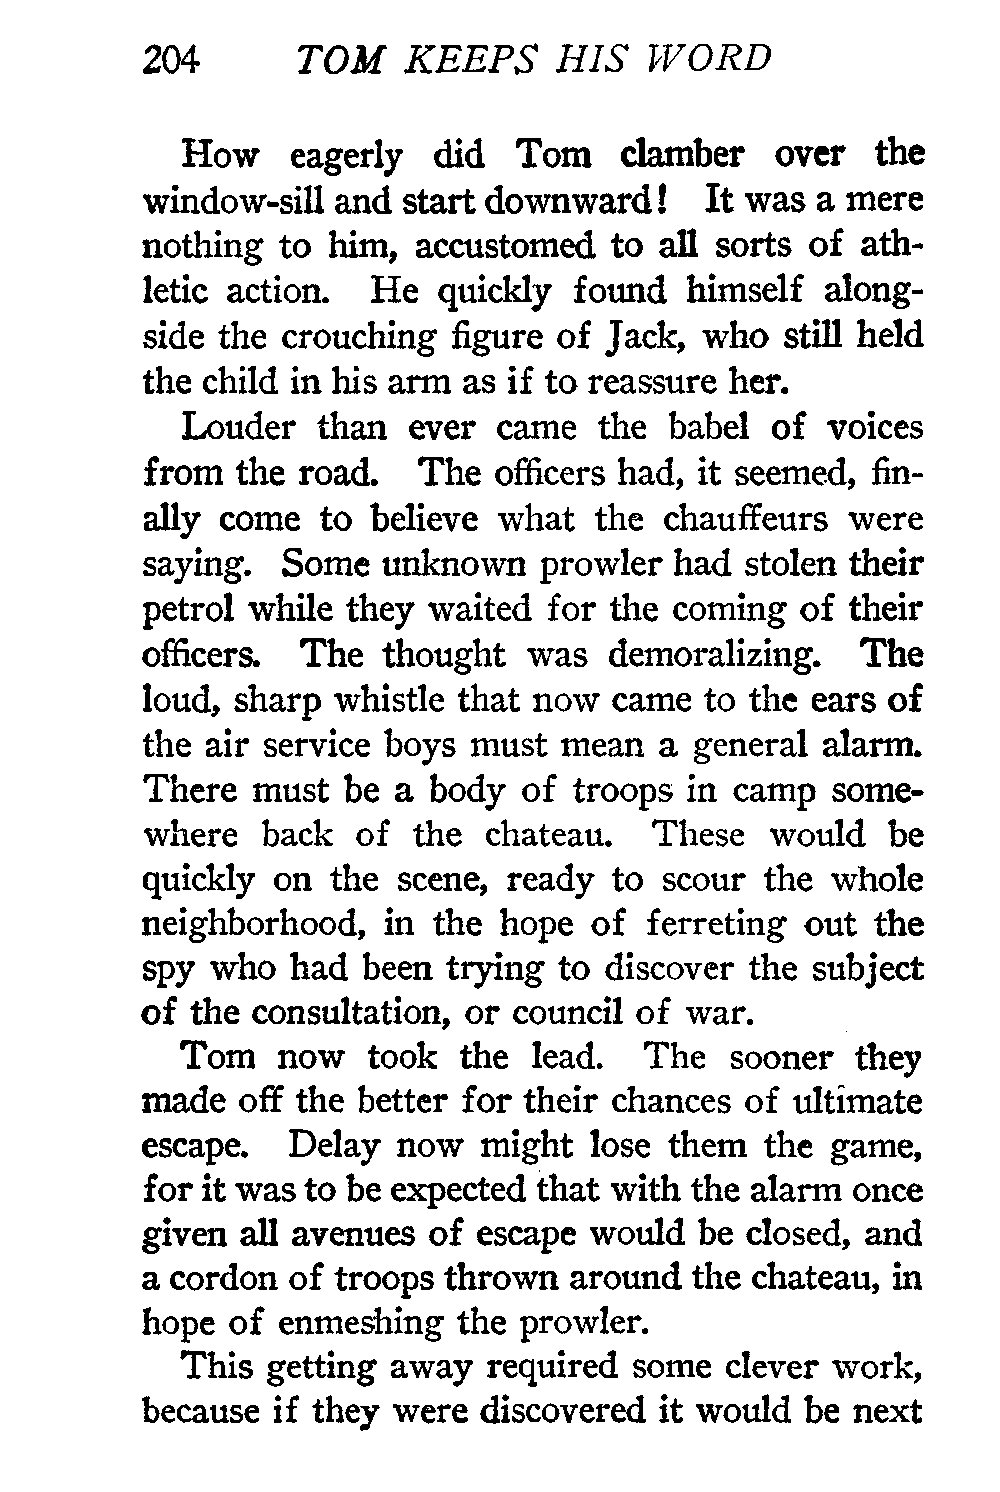 204 TOM KEEPS HIS WORD
How eagerly did Tom clamber over the
window-sill and start downward! It was a mere
nothing to him, accustomed to all sorts of ath-
letic action. He quickly found himself along-
side the crouching figure of Jack, who still held
the child in his arm as if to reassure her.
Louder than ever came the babel of voices
from the road. The officers had, it seemed, fin-
ally come to believe what the chauffeurs were
saying. Some unknown prowler had stolen their
petrol while they waited for the coming of their
officers. The thought was demoralizing. The
loud, sharp whistle that now came to the ears of
the air service boys must mean a general alarm.
There must be a body of troops in camp some-
where back of the chateau. These would be
quickly on the scene, ready to scour the whole
neighborhood, in the hope of ferreting out the
spy who had been trying to discover the subject
of the consultation, or council of war.
Tom now took the lead. The sooner they
made off the better for their chances of ultimate
escape. Delay now might lose them the game,
for it was to be expected that with the alarm once
given all avenues of escape would be closed, and
a cordon of troops thrown around the chateau, in
hope of enmeshing the prowler.
This getting away required some clever work,
because if they were discovered it would be next